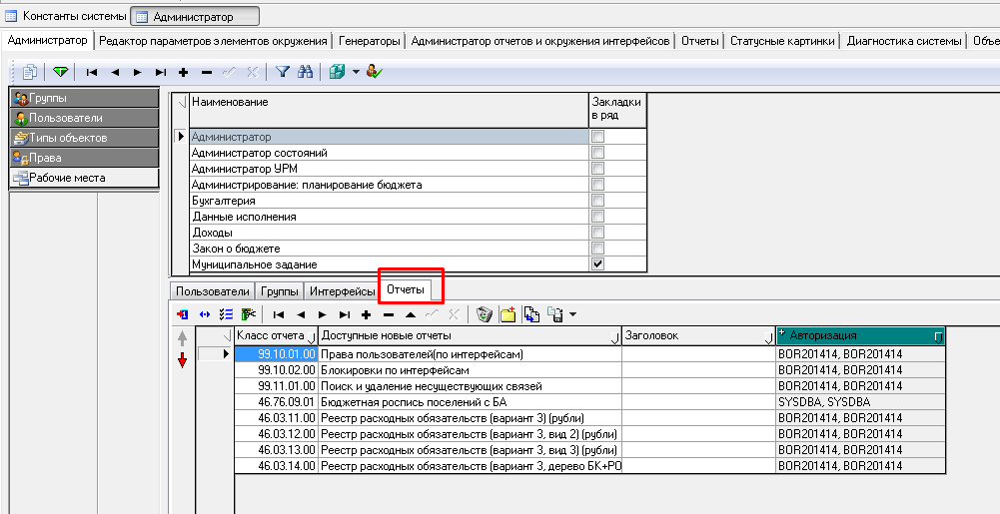 Константы системы Администратор
Администратор Редактор параметров элементов окружения Генераторы Администратор отчетов и окружения интерфейсов Отчеты Статусные картинки Диагностика системы Объе
Группы
Пользователи
Типы объектов
Права
Рабочие места
Наименование Закладки в ряд
Администратор
Администратор состояний
Администратор УРМ
Администрирование: планирование бюджета
Бухгалтерия
Данные исполнения
Доходы
Закон о бюджете
Муниципальное задание
Пользователи Группы Интерфейсы Отчеты
Класс отчета Доступные новые отчеты Заголовок Авторизация
99.10.01.00 Права пользователей(по интерфейсам) BOR201414, BOR201414
99.10.02.00 Блокировки по интерфейсам BOR201414, BOR201414
99.11.01.00 Поиск и удаление несуществующих связей BOR201414, BOR201414
46.76.09.01 Бюджетная роспись поселений с БА SYSDBA, SYSDBA
46.03.11.00 Реестр расходных обязательств (вариант 3) (рубли) BOR201414, BOR201414
46.03.12.00 Реестр расходных обязательств (вариант 3, вид 2) (рубли) BOR201414, BOR201414
46.03.13.00 Реестр расходных обязательств (вариант 3, вид 3) (рубли) BOR201414, BOR201414
46.03.14.00 Реестр расходных обязательств (вариант 3, дерево БК+РО BOR201414, BOR201414